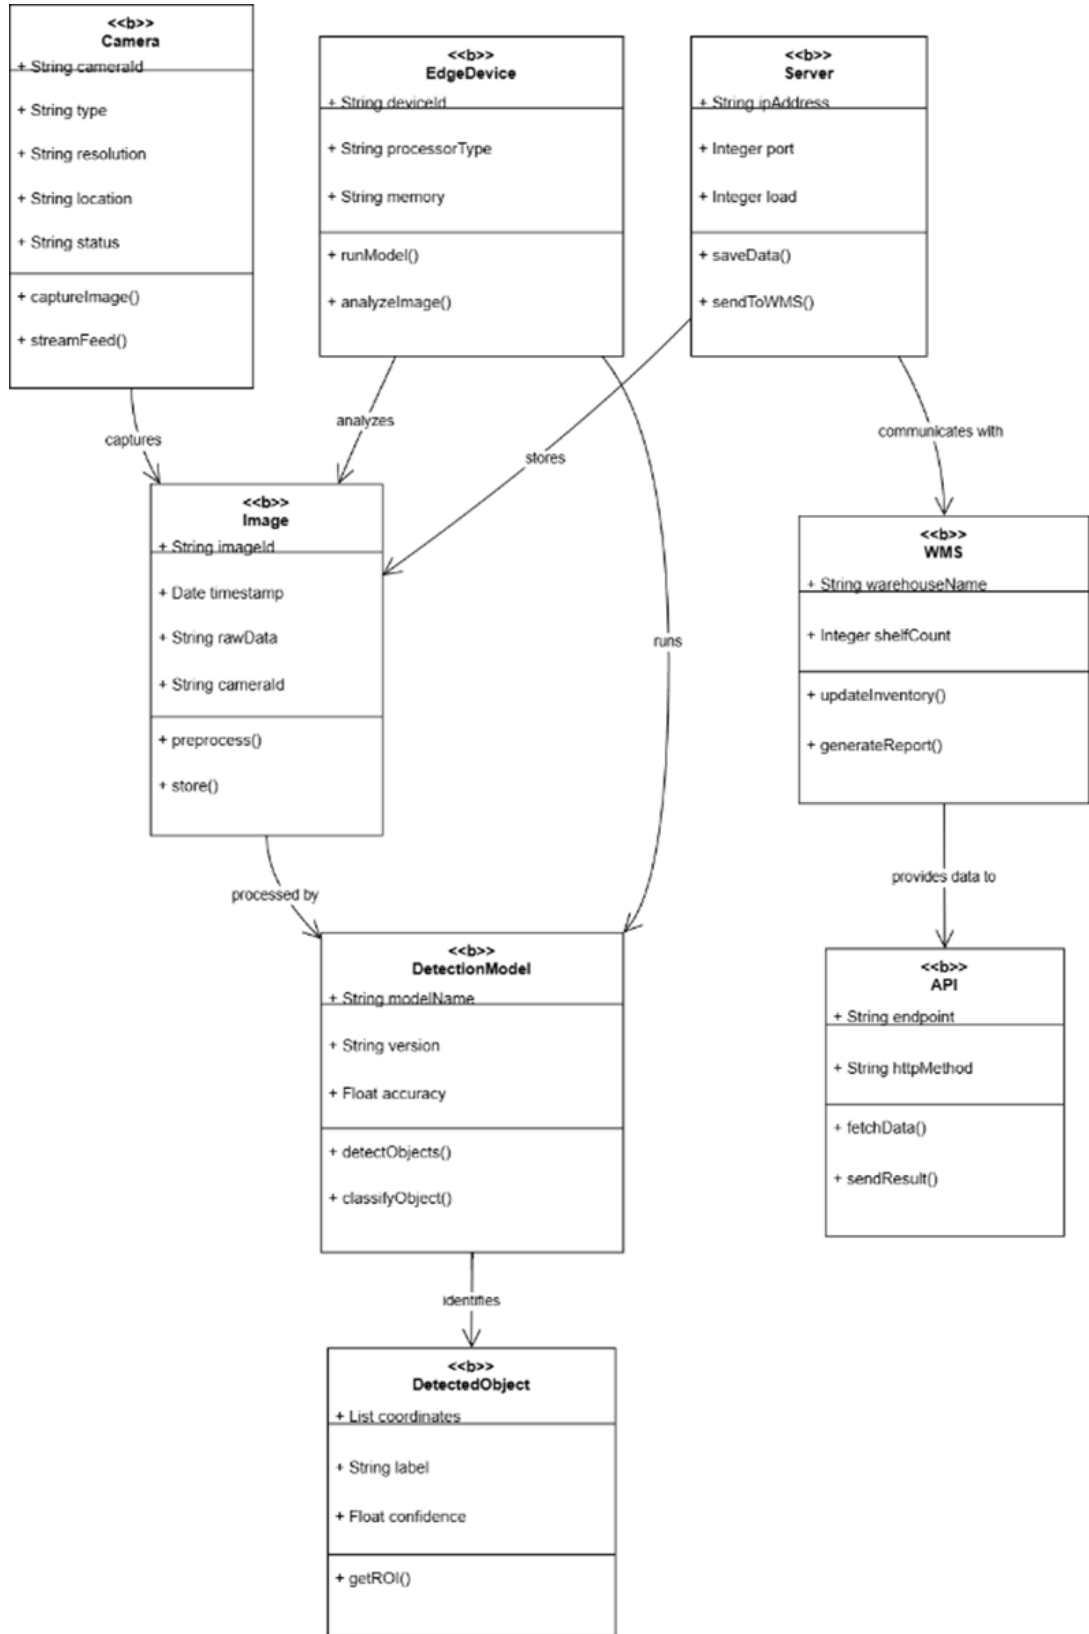 <<b>>
Camera
+ String cameraId
+ String type
+ String resolution
+ String location
+ String status
+ captureImage()
+ streamFeed()
<<b>>
EdgeDevice
+ String deviceId
+ String processorType
+ String memory
+ runModel()
+ analyzeImage()
<<b>>
Server
+ String ipAddress
+ Integer port
+ Integer load
+ saveData()
+ sendToWMS()
captures
analyzes
stores
communicates with
<<b>>
Image
+ String imageId
+ Date timestamp
+ String rawData
+ String cameraId
+ preprocess()
+ store()
runs
<<b>>
WMS
+ String warehouseName
+ Integer shelfCount
+ updateInventory()
+ generateReport()
processed by
provides data to
<<b>>
DetectionModel
+ String modelName
+ String version
+ Float accuracy
+ detectObjects()
+ classifyObject()
<<b>>
API
+ String endpoint
+ String httpMethod
+ fetchData()
+ sendResult()
identifies
<<b>>
DetectedObject
+ List coordinates
+ String label
+ Float confidence
+ getROI()